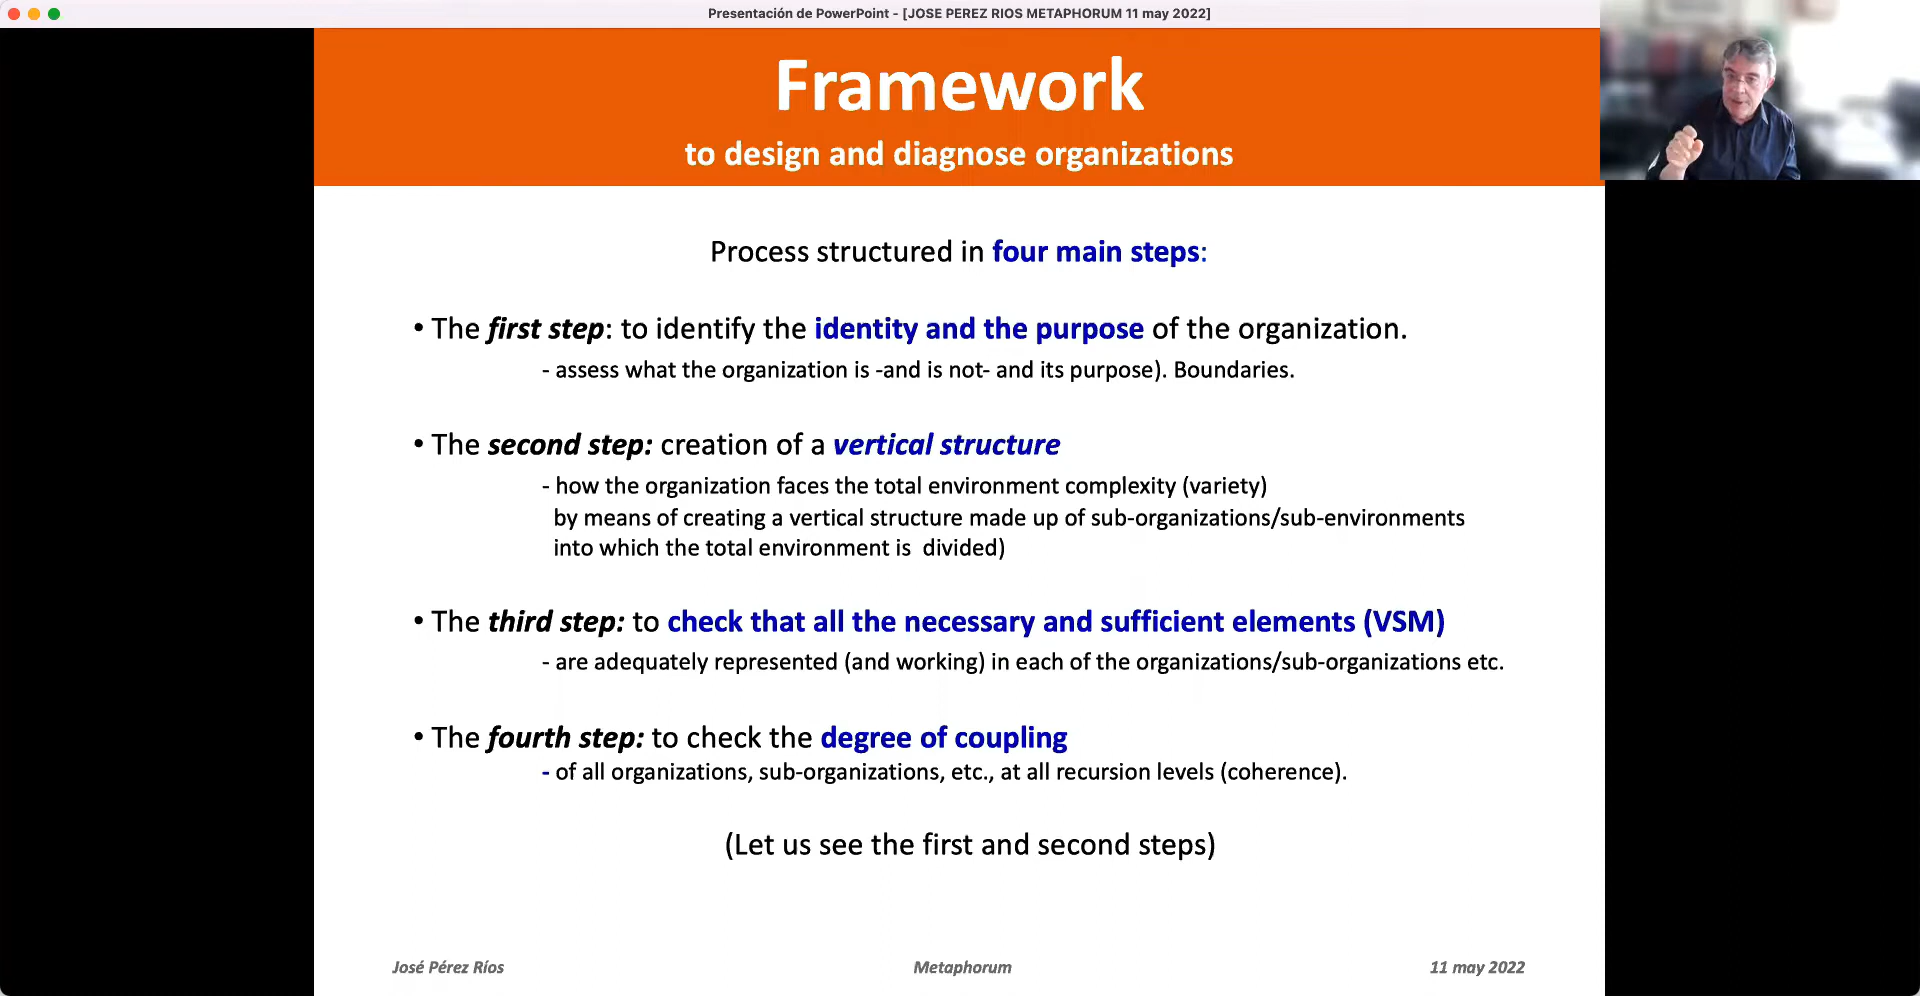 Presentación de PowerPoint - [JOSE PEREZ RIOS METAPHORUM 11 may 2022]
Framework
to design and diagnose organizations
Process structured in four main steps:
• The first step: to identify the identity and the purpose of the organization.
- assess what the organization is -and is not- and its purpose). Boundaries.
• The second step: creation of a vertical structure
- how the organization faces the total environment complexity (variety)
by means of creating a vertical structure made up of sub-organizations/sub-environments
into which the total environment is divided)
• The third step: to check that all the necessary and sufficient elements (VSM)
- are adequately represented (and working) in each of the organizations/sub-organizations etc.
• The fourth step: to check the degree of coupling
- of all organizations, sub-organizations, etc., at all recursion levels (coherence).
(Let us see the first and second steps)
José Pérez Ríos
Metaphorum
11 may 2022